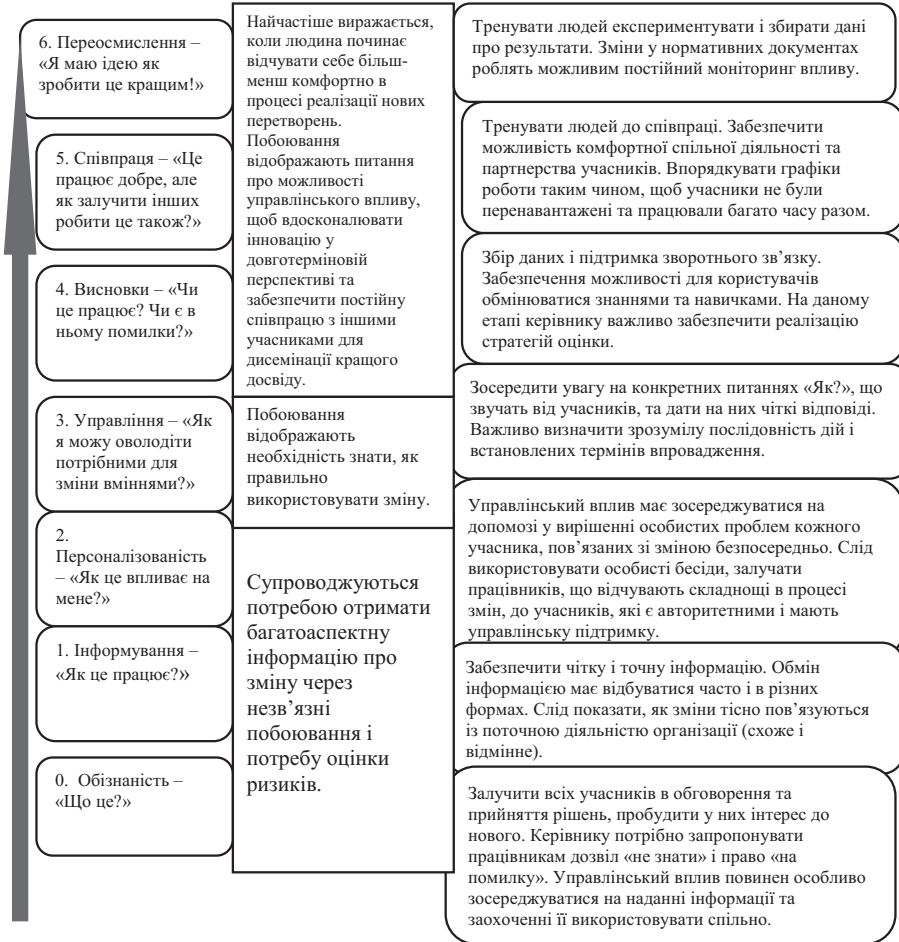 6. Переосмислення –
«Я маю ідею як
зробити це кращим!»
5. Співпраця – «Це
працює добре, але
як залучити інших
робити це також?»
4. Висновки – «Чи
це працює? Чи є в
ньому помилки?»
3. Управління – «Як
я можу оволодіти
потрібними для
зміни вміннями?»
2.
Персоналізованість
– «Як це впливає на
мене?»
1. Інформування –
«Як це працює?»
0. Обізнаність –
«Що це?»
Найчастіше виражається,
коли людина починає
відчувати себе більш-
менш комфортно в
процесі реалізації нових
перетворень.
Побоювання
відображають питання
про можливості
управлінського впливу,
щоб вдосконалювати
інновацію у
довготерміновій
перспективі та
забезпечити постійну
співпрацю з іншими
учасниками для
дисемінації кращого
досвіду.
Побоювання
відображають
необхідність знати, як
правильно
використовувати зміну.
Супроводжуються
потребою отримати
багатоаспектну
інформацію про
зміну через
незв’язні
побоювання і
потребу оцінки
ризиків.
Тренувати людей експериментувати і збирати дані
про результати. Зміни у нормативних документах
роблять можливим постійний моніторинг впливу.
Тренувати людей до співпраці. Забезпечити
можливість комфортної спільної діяльності та
партнерства учасників. Впорядкувати графіки
роботи таким чином, щоб учасники не були
перенавантажені та працювали багато часу разом.
Збір даних і підтримка зворотнього зв’язку.
Забезпечення можливості для користувачів
обмінюватися знаннями та навичками. На даному
етапі керівнику важливо забезпечити реалізацію
стратегій оцінки.
Зосередити увагу на конкретних питаннях «Як?», що
звучать від учасників, та дати на них чіткі відповіді.
Важливо визначити зрозумілу послідовність дій і
встановлених термінів впровадження.
Управлінський вплив має зосереджуватися на
допомозі у вирішенні особистих проблем кожного
учасника, пов’язаних зі зміною безпосередньо. Слід
використовувати особисті бесіди, залучати
працівників, що відчувають складнощі в процесі
змін, до учасників, які є авторитетними і мають
управлінську підтримку.
Забезпечити чітку і точну інформацію. Обмін
інформацією має відбуватися часто і в різних
формах. Слід показати, як зміни тісно пов’язуються
із поточною діяльністю організації (схоже і
відмінне).
Залучити всіх учасників в обговорення та
прийняття рішень, пробудити у них інтерес до
нового. Керівнику потрібно запропонувати
працівникам дозвіл «не знати» і право «на
помилку». Управлінський вплив повинен особливо
зосереджуватися на наданні інформації та
заохоченні її використовувати спільно.